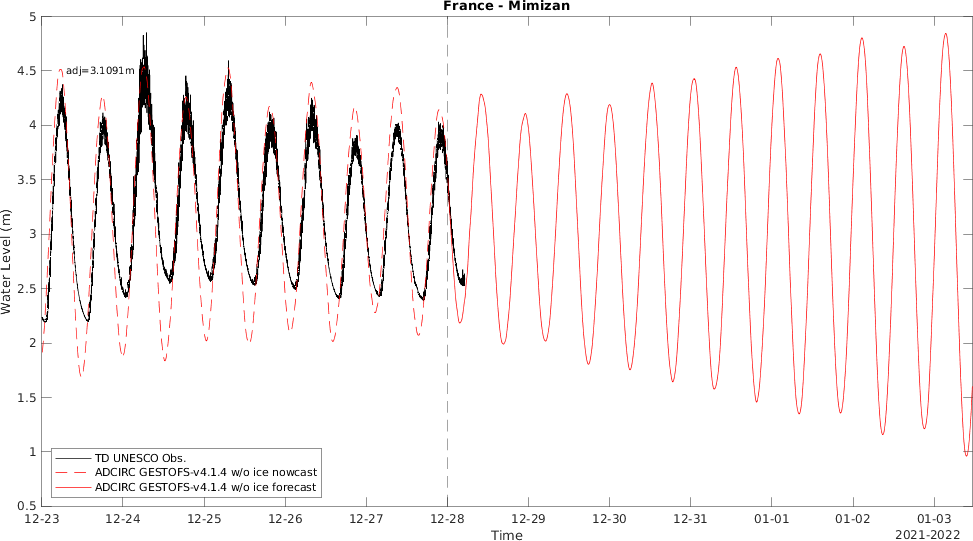 France - Mimizan
5
4.5
4
3.5
3
2.5
2
1.5
1
0.5
Water Level (m)
adj=3.1091m
TD UNESCO Obs.
ADCIRC GESTOFS-v4.1.4 w/o ice nowcast
ADCIRC GESTOFS-v4.1.4 w/o ice forecast
12-23 12-24 12-25 12-26 12-27 12-28 12-29 12-30 12-31 01-01 01-02 01-03
Time
2021-2022